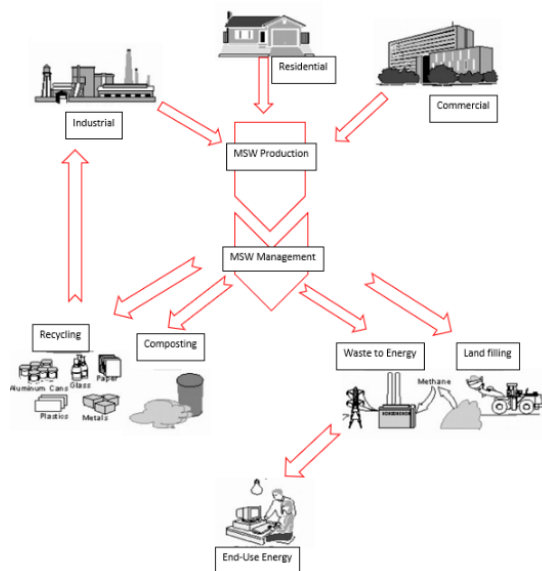 Residential
Industrial
Commercial
MSW Production
MSW Management
Recycling
Composting
Waste to Energy
Land filling
Aluminum Cans
Glass
Paper
Plastics
Metals
Methane
End-Use Energy